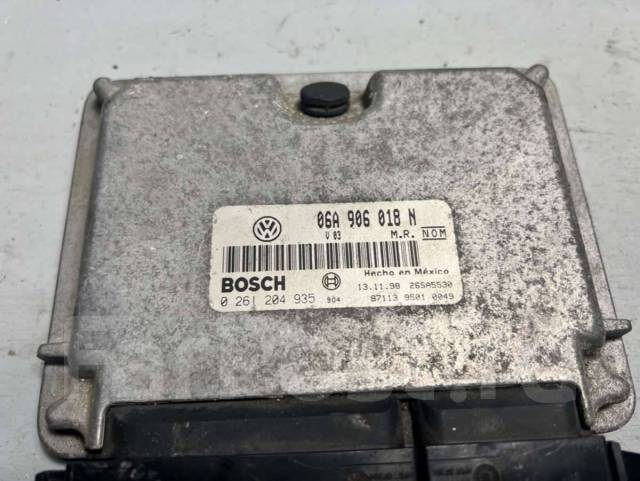 06A 906 018 N
V 03 M.R. NOM
Hecho en México
BOSCH 13.11.98 26SA5530
0 261 204 935 904 87113 9501 0049